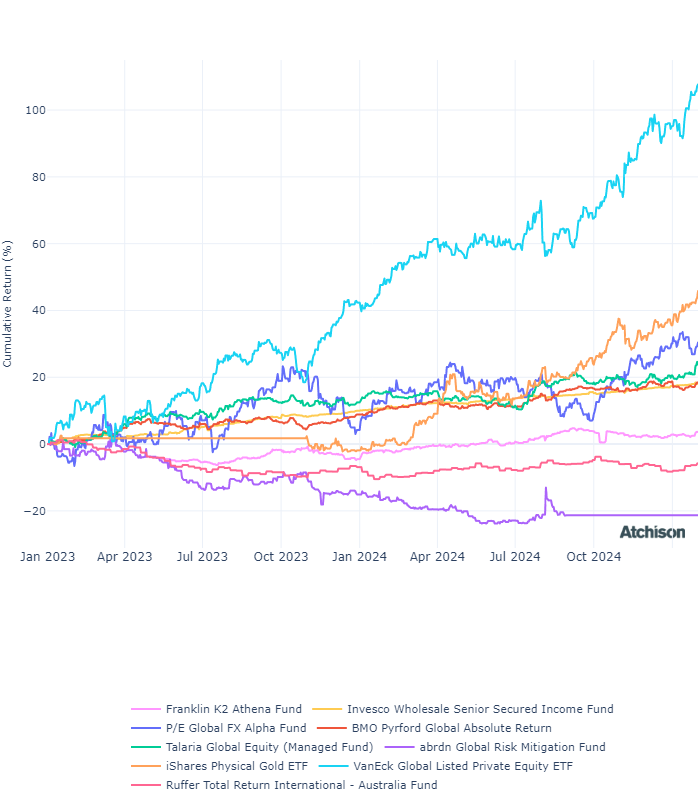 100
80
60
40
20
0
−20
Cumulative Return (%)
Jan 2023 Apr 2023 Jul 2023 Oct 2023 Jan 2024 Apr 2024 Jul 2024 Oct 2024
Atchison
Franklin K2 Athena Fund Invesco Wholesale Senior Secured Income Fund
P/E Global FX Alpha Fund BMO Pyrford Global Absolute Return
Talaria Global Equity (Managed Fund) abrdn Global Risk Mitigation Fund
iShares Physical Gold ETF VanEck Global Listed Private Equity ETF
Ruffer Total Return International - Australia Fund